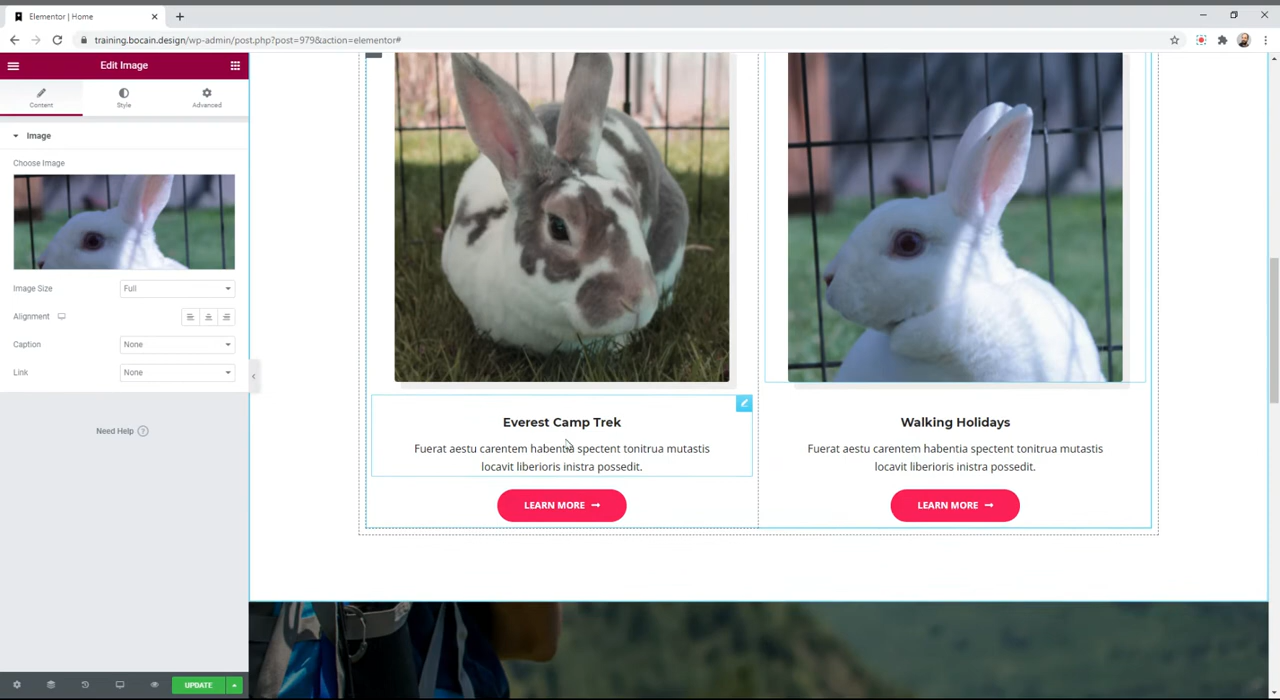 Elementor | Home
training.bocain.design/wp-admin/post.php?post=979&action=elementor#
Edit Image
Content
Style
Advanced
Image
Choose Image
Image Size
Full
Alignment
Caption
None
Link
None
Need Help ?
UPDATE
Everest Camp Trek
Fuerat aestu carentem habentia spectent tonitrua mutastis
locavit liberioris inistra possedit.
LEARN MORE
Walking Holidays
Fuerat aestu carentem habentia spectent tonitrua mutastis
locavit liberioris inistra possedit.
LEARN MORE